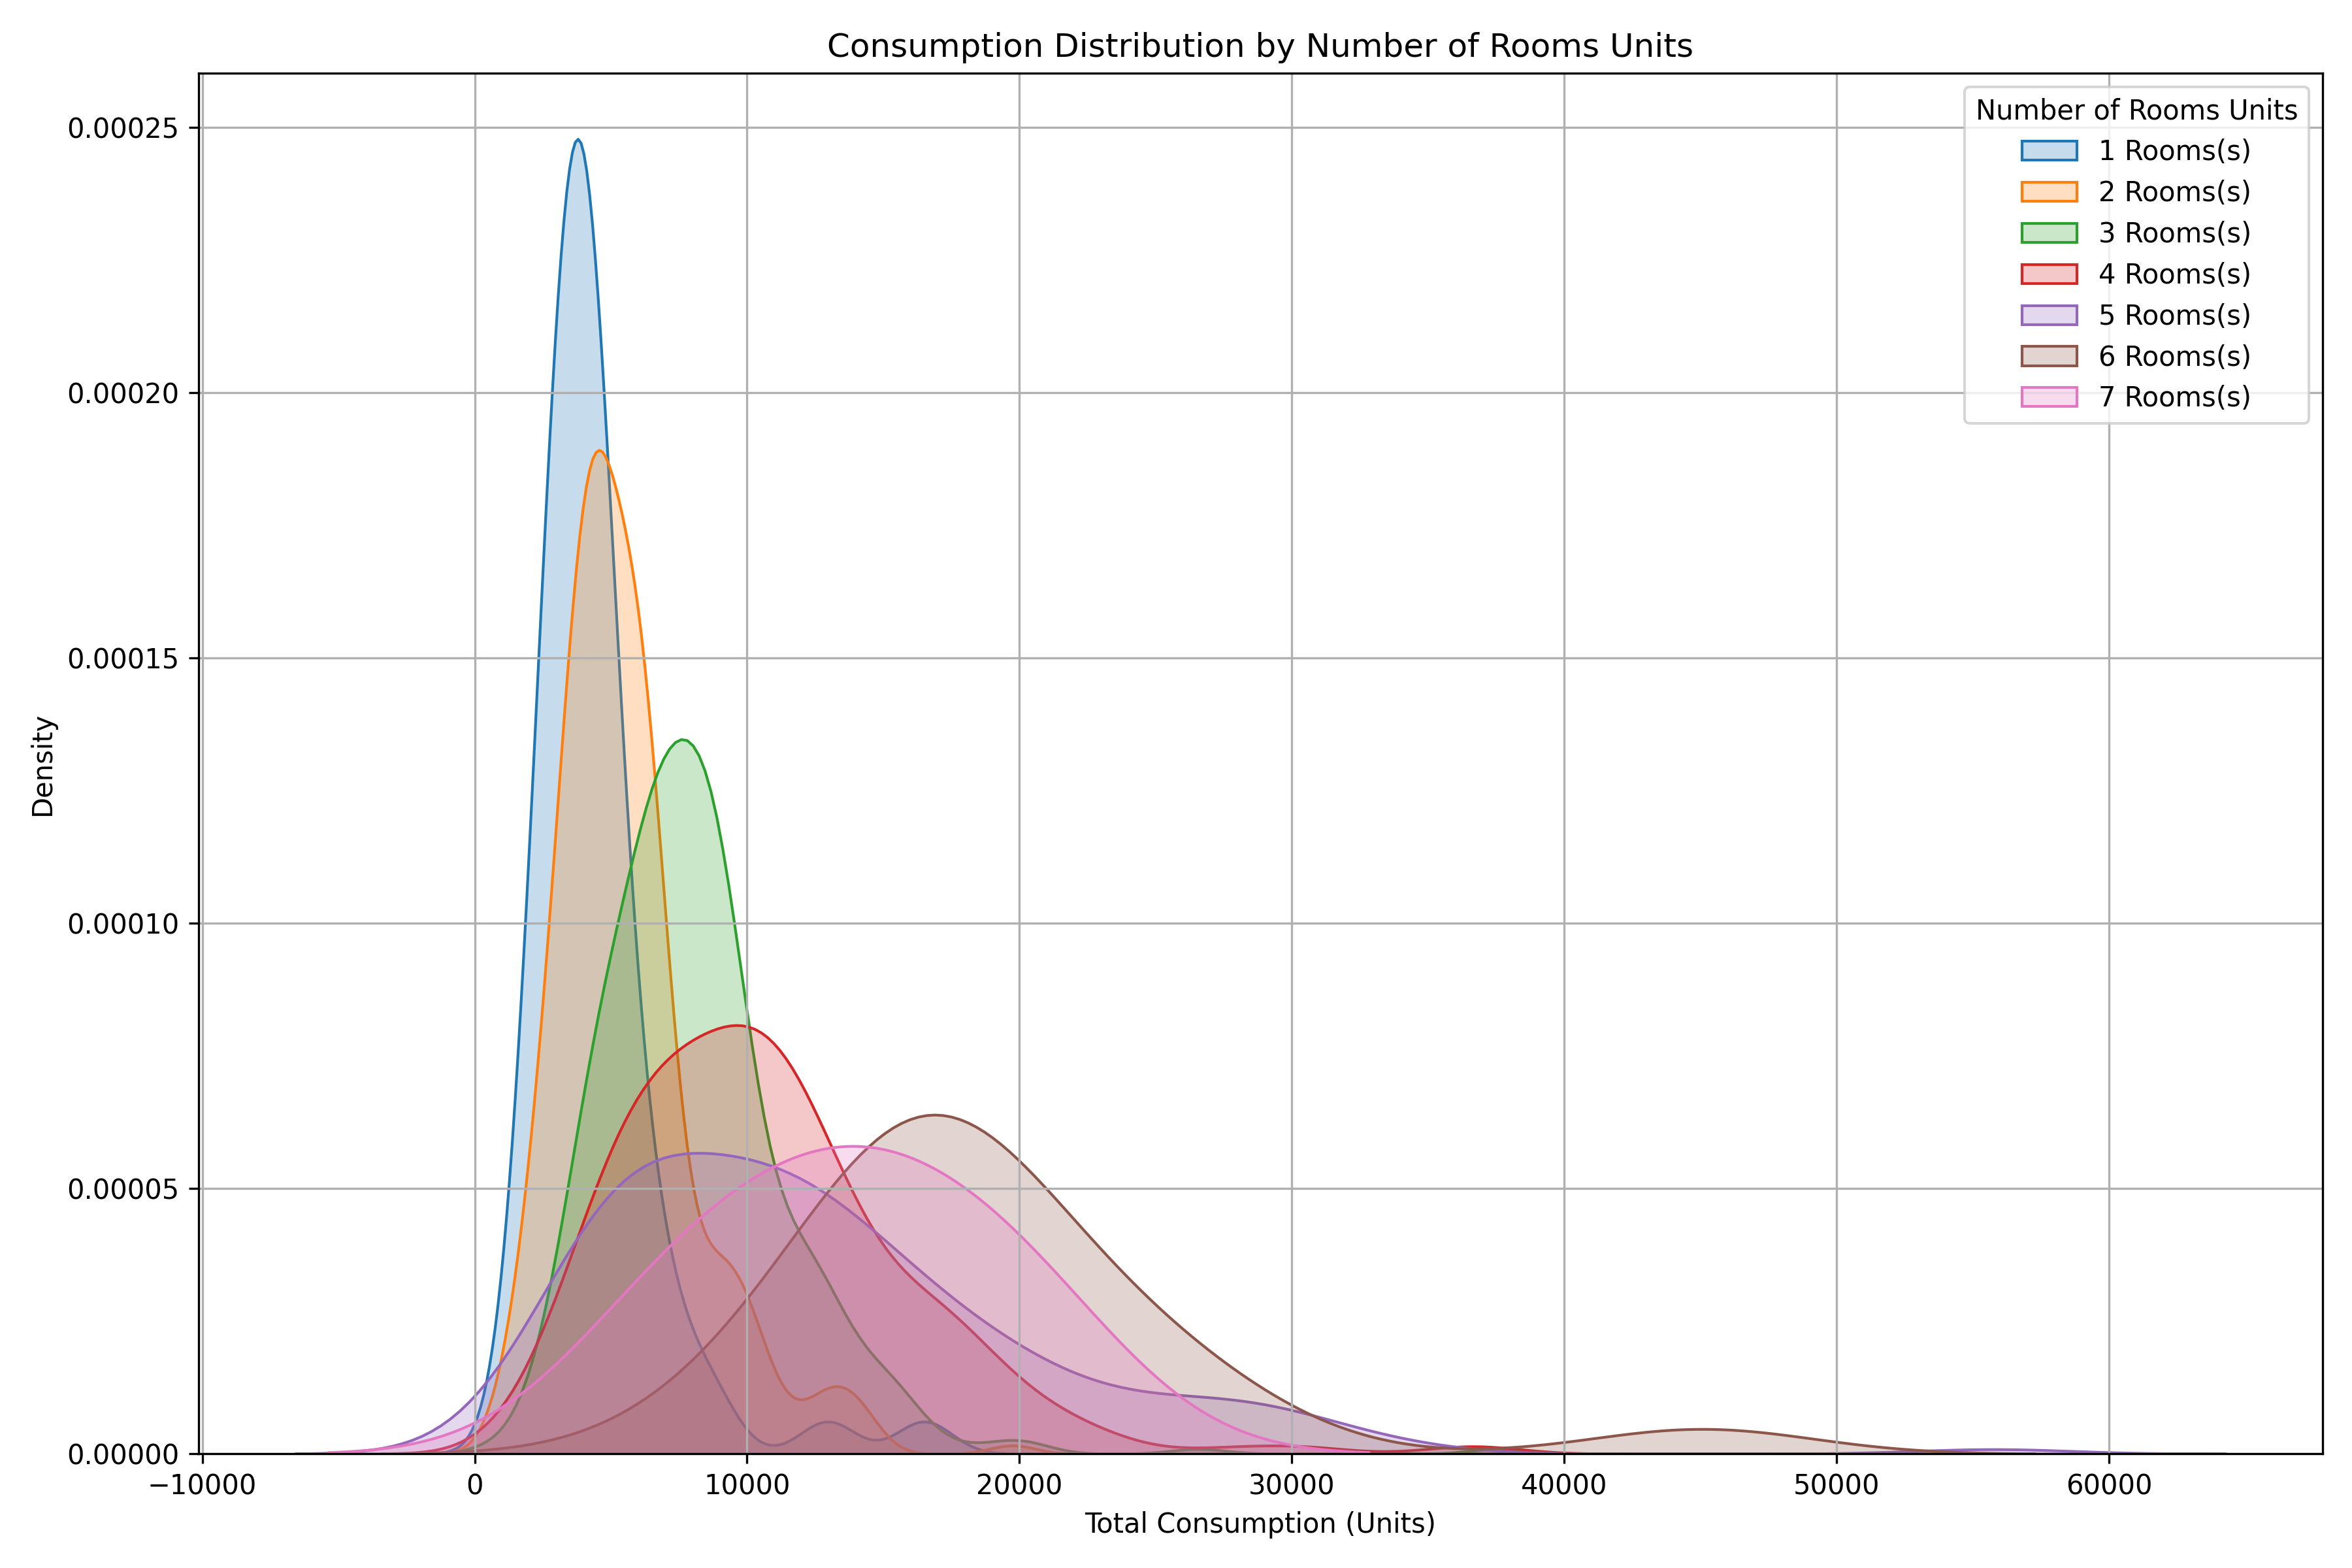 Consumption Distribution by Number of Rooms Units
Number of Rooms Units
1 Rooms(s)
2 Rooms(s)
3 Rooms(s)
4 Rooms(s)
5 Rooms(s)
6 Rooms(s)
7 Rooms(s)
Density
0.00025
0.00020
0.00015
0.00010
0.00005
0.00000
−10000 0 10000 20000 30000 40000 50000 60000
Total Consumption (Units)